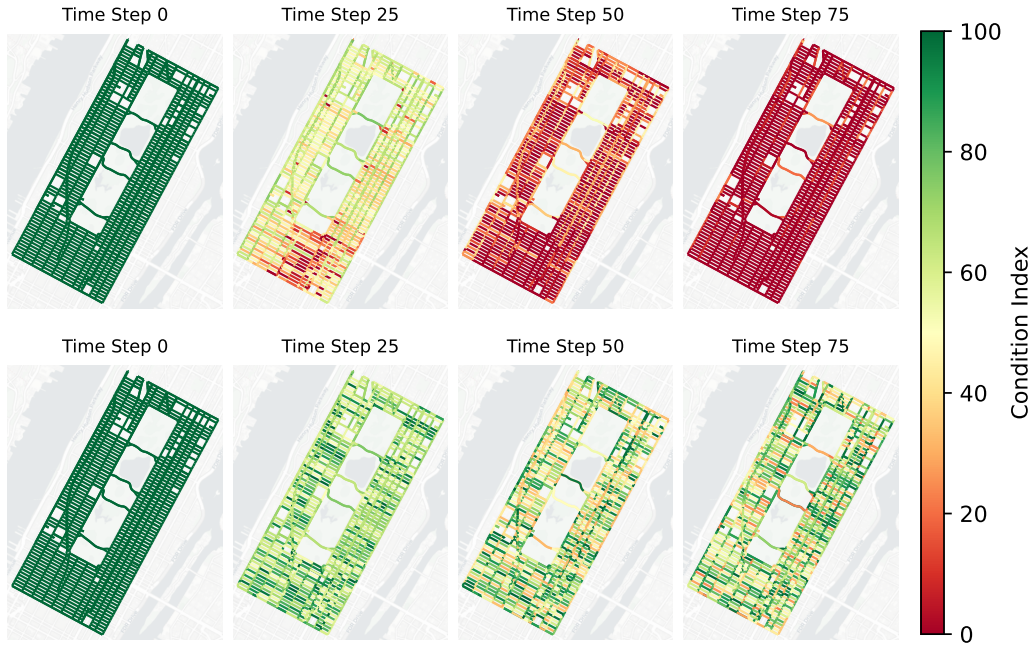 Time Step 0
Time Step 25
Time Step 50
Time Step 75
Time Step 0
Time Step 25
Time Step 50
Time Step 75
100
80
60
40
20
0
Condition Index